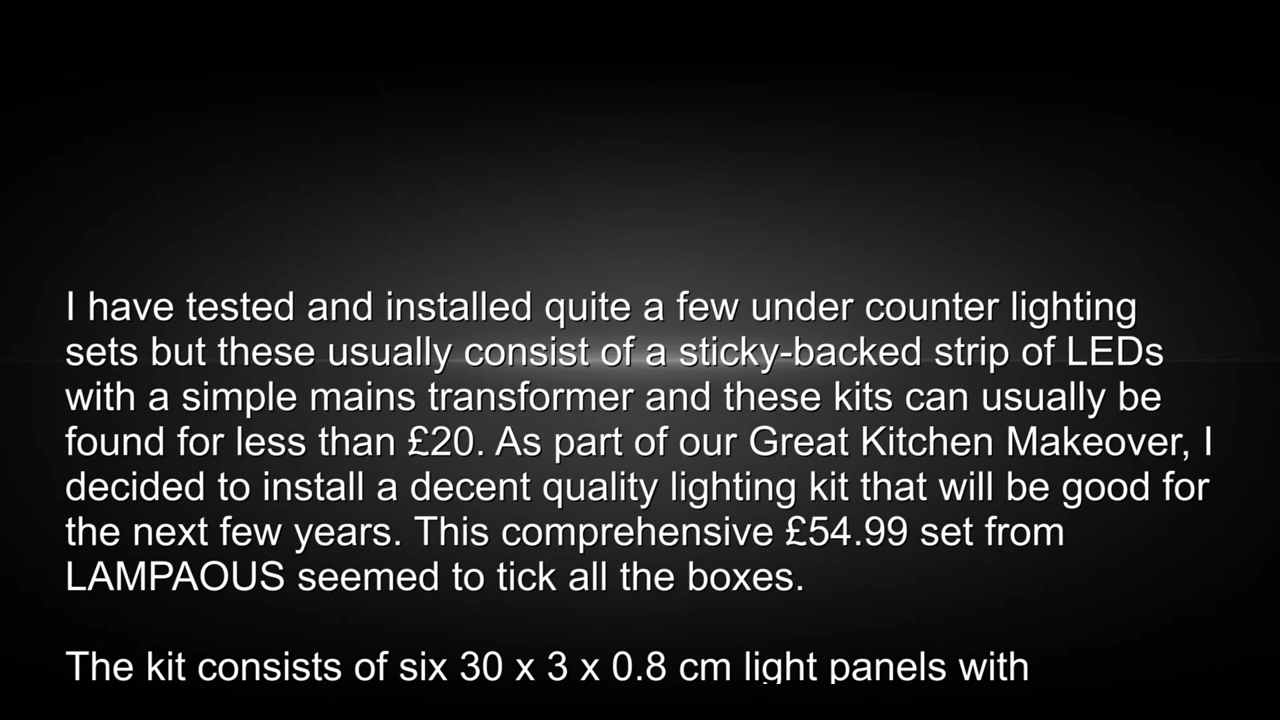 I have tested and installed quite a few under counter lighting
sets but these usually consist of a sticky-backed strip of LEDs
with a simple mains transformer and these kits can usually be
found for less than £20. As part of our Great Kitchen Makeover, I
decided to install a decent quality lighting kit that will be good for
the next few years. This comprehensive £54.99 set from
LAMPAOUS seemed to tick all the boxes.
The kit consists of six 30 x 3 x 0.8 cm light panels with